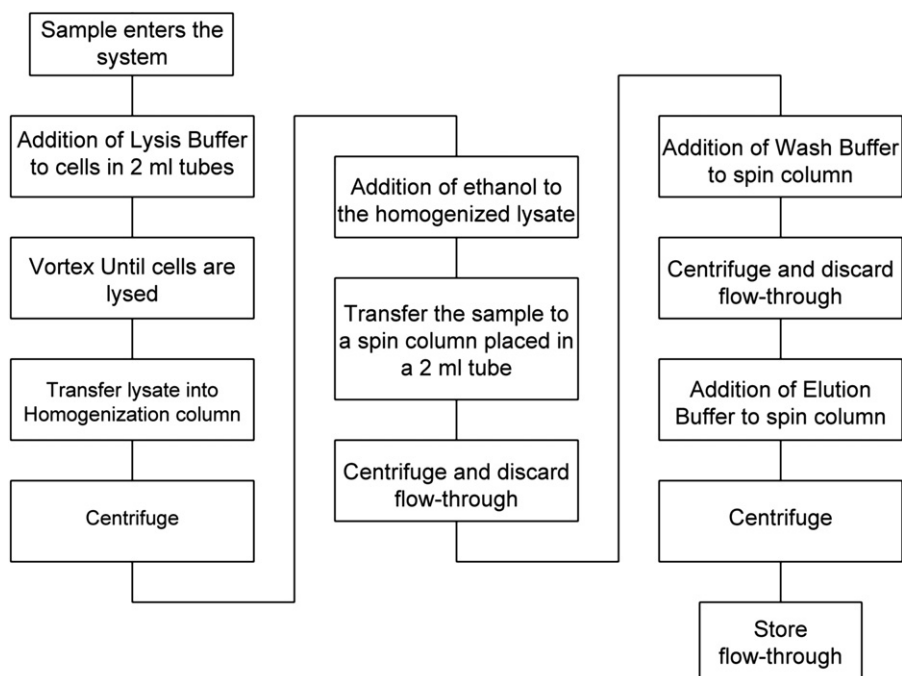 Sample enters the
system
Addition of Lysis Buffer
to cells in 2 ml tubes
Vortex Until cells are
lysed
Transfer lysate into
Homogenization column
Centrifuge
Addition of ethanol to
the homogenized lysate
Transfer the sample to
a spin column placed in
a 2 ml tube
Centrifuge and discard
flow-through
Addition of Wash Buffer
to spin column
Centrifuge and discard
flow-through
Addition of Elution
Buffer to spin column
Centrifuge
Store
flow-through